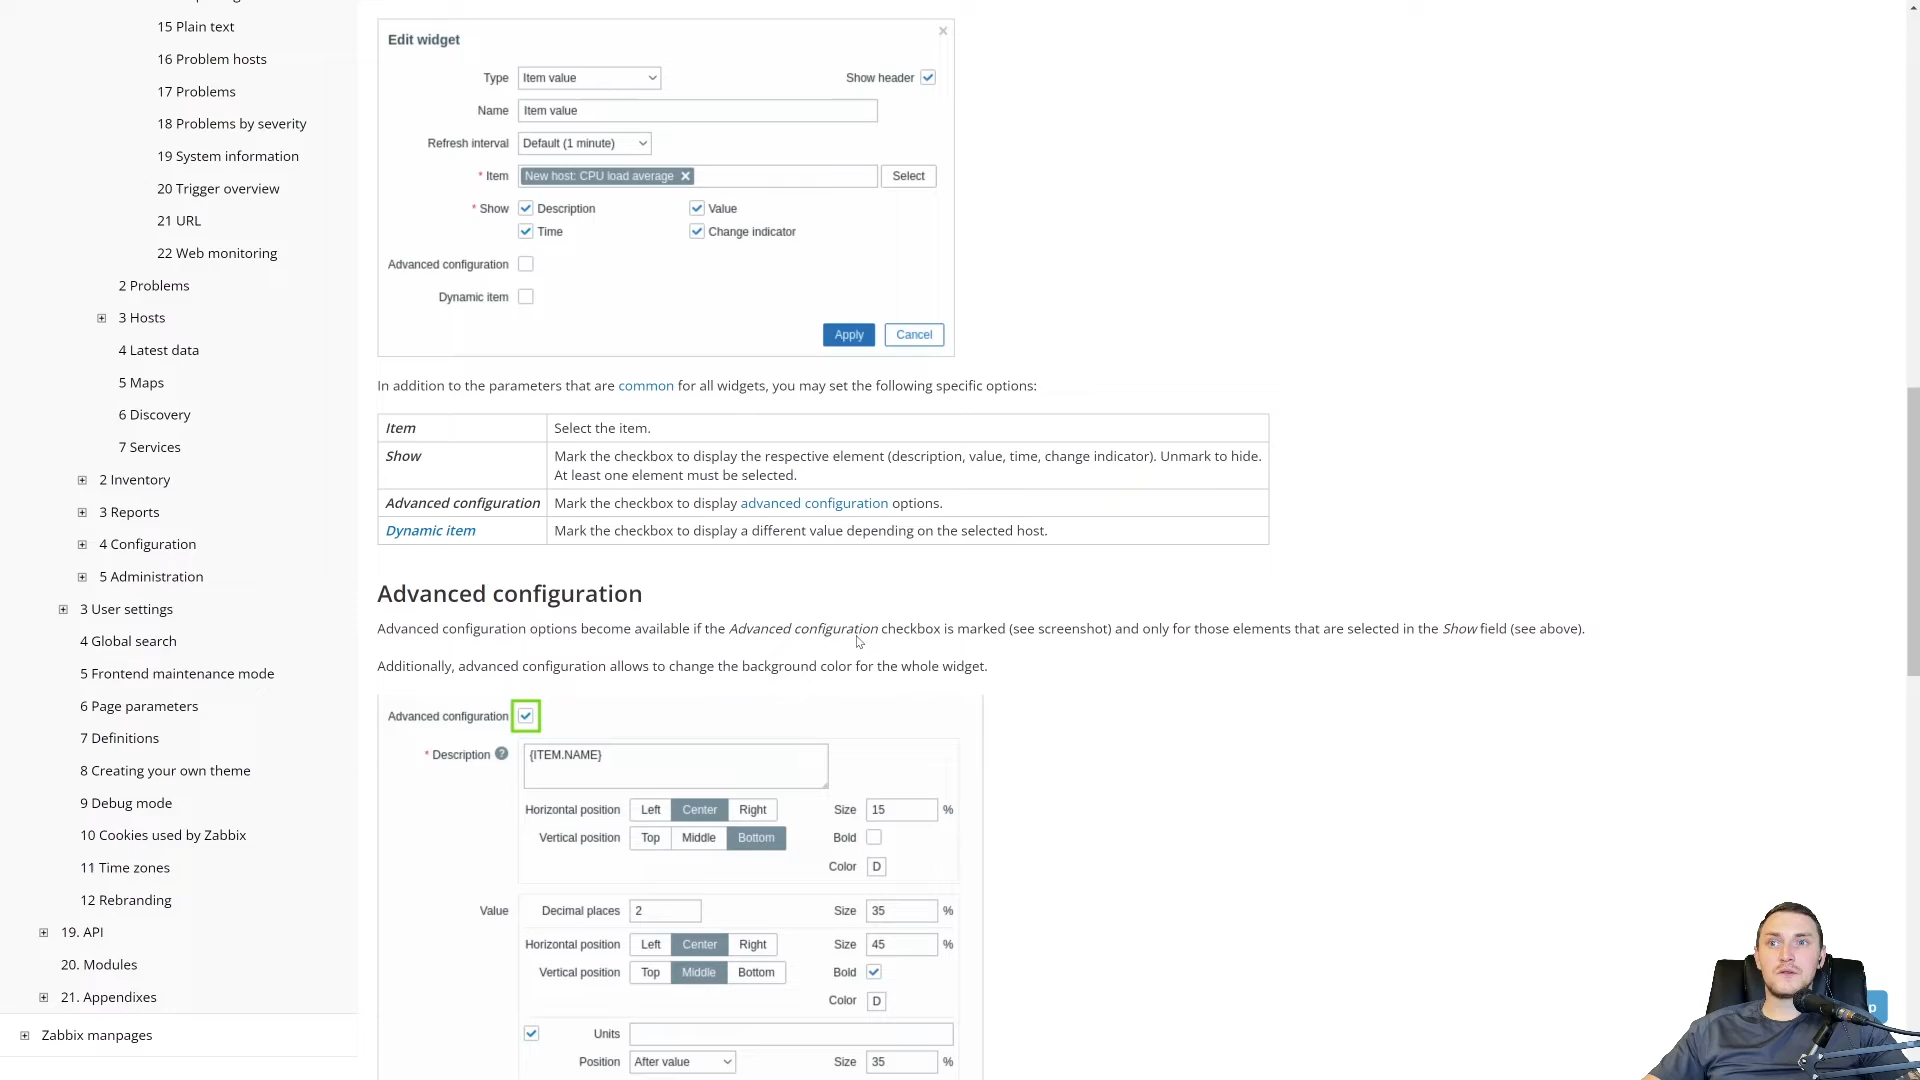 15 Plain text
16 Problem hosts
17 Problems
18 Problems by severity
19 System information
20 Trigger overview
21 URL
22 Web monitoring
2 Problems
3 Hosts
4 Latest data
5 Maps
6 Discovery
7 Services
2 Inventory
3 Reports
4 Configuration
5 Administration
3 User settings
4 Global search
5 Frontend maintenance mode
6 Page parameters
7 Definitions
8 Creating your own theme
9 Debug mode
10 Cookies used by Zabbix
11 Time zones
12 Rebranding
19. API
20. Modules
21. Appendixes
Zabbix manpages
Edit widget
Type Item value Show header
Name Item value
Refresh interval Default (1 minute)
* Item New host: CPU load average Select
* Show Description Value
Time Change indicator
Advanced configuration
Dynamic item
Apply Cancel
In addition to the parameters that are common for all widgets, you may set the following specific options:
Item Select the item.
Show Mark the checkbox to display the respective element (description, value, time, change indicator). Unmark to hide.
At least one element must be selected.
Advanced configuration Mark the checkbox to display advanced configuration options.
Dynamic item Mark the checkbox to display a different value depending on the selected host.
Advanced configuration
Advanced configuration options become available if the Advanced configuration checkbox is marked (see screenshot) and only for those elements that are selected in the Show field (see above).
Additionally, advanced configuration allows to change the background color for the whole widget.
Advanced configuration
* Description ? {ITEM.NAME}
Horizontal position Left Center Right Size 15 %
Vertical position Top Middle Bottom Bold
Color D
Value Decimal places 2 Size 35 %
Horizontal position Left Center Right Size 45 %
Vertical position Top Middle Bottom Bold
Color D
Units
Position After value Size 35 %